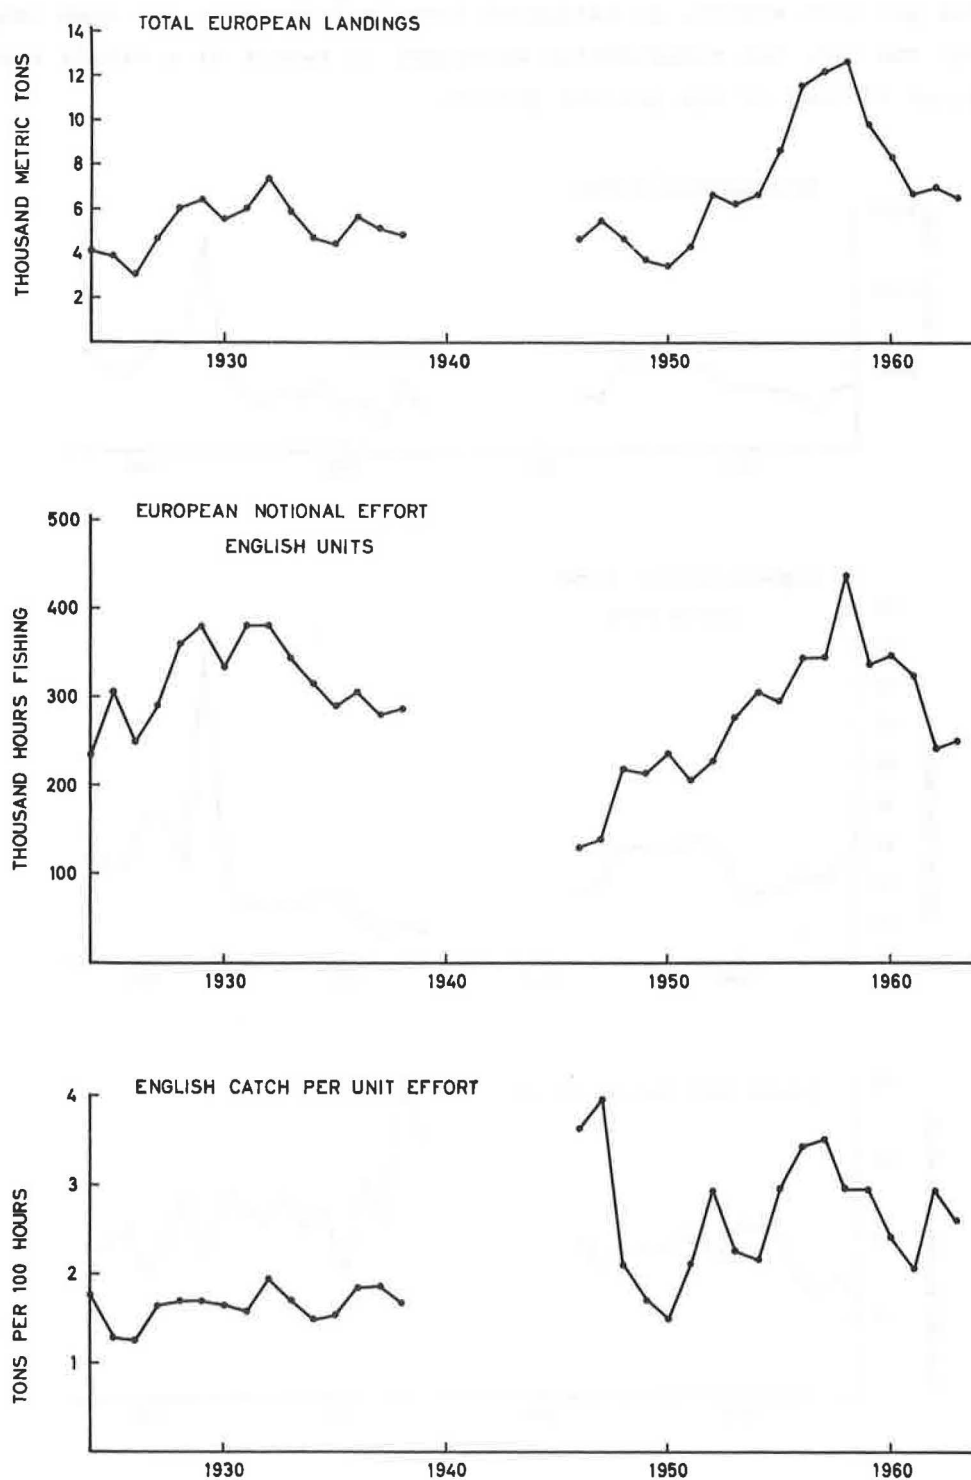 TOTAL EUROPEAN LANDINGS
THOUSAND METRIC TONS
14
12
10
8
6
4
2
1930 1940 1950 1960
EUROPEAN NOTIONAL EFFORT
ENGLISH UNITS
THOUSAND HOURS FISHING
500
400
300
200
100
1930 1940 1950 1960
ENGLISH CATCH PER UNIT EFFORT
TONS PER 100 HOURS
4
3
2
1
1930 1940 1950 1960